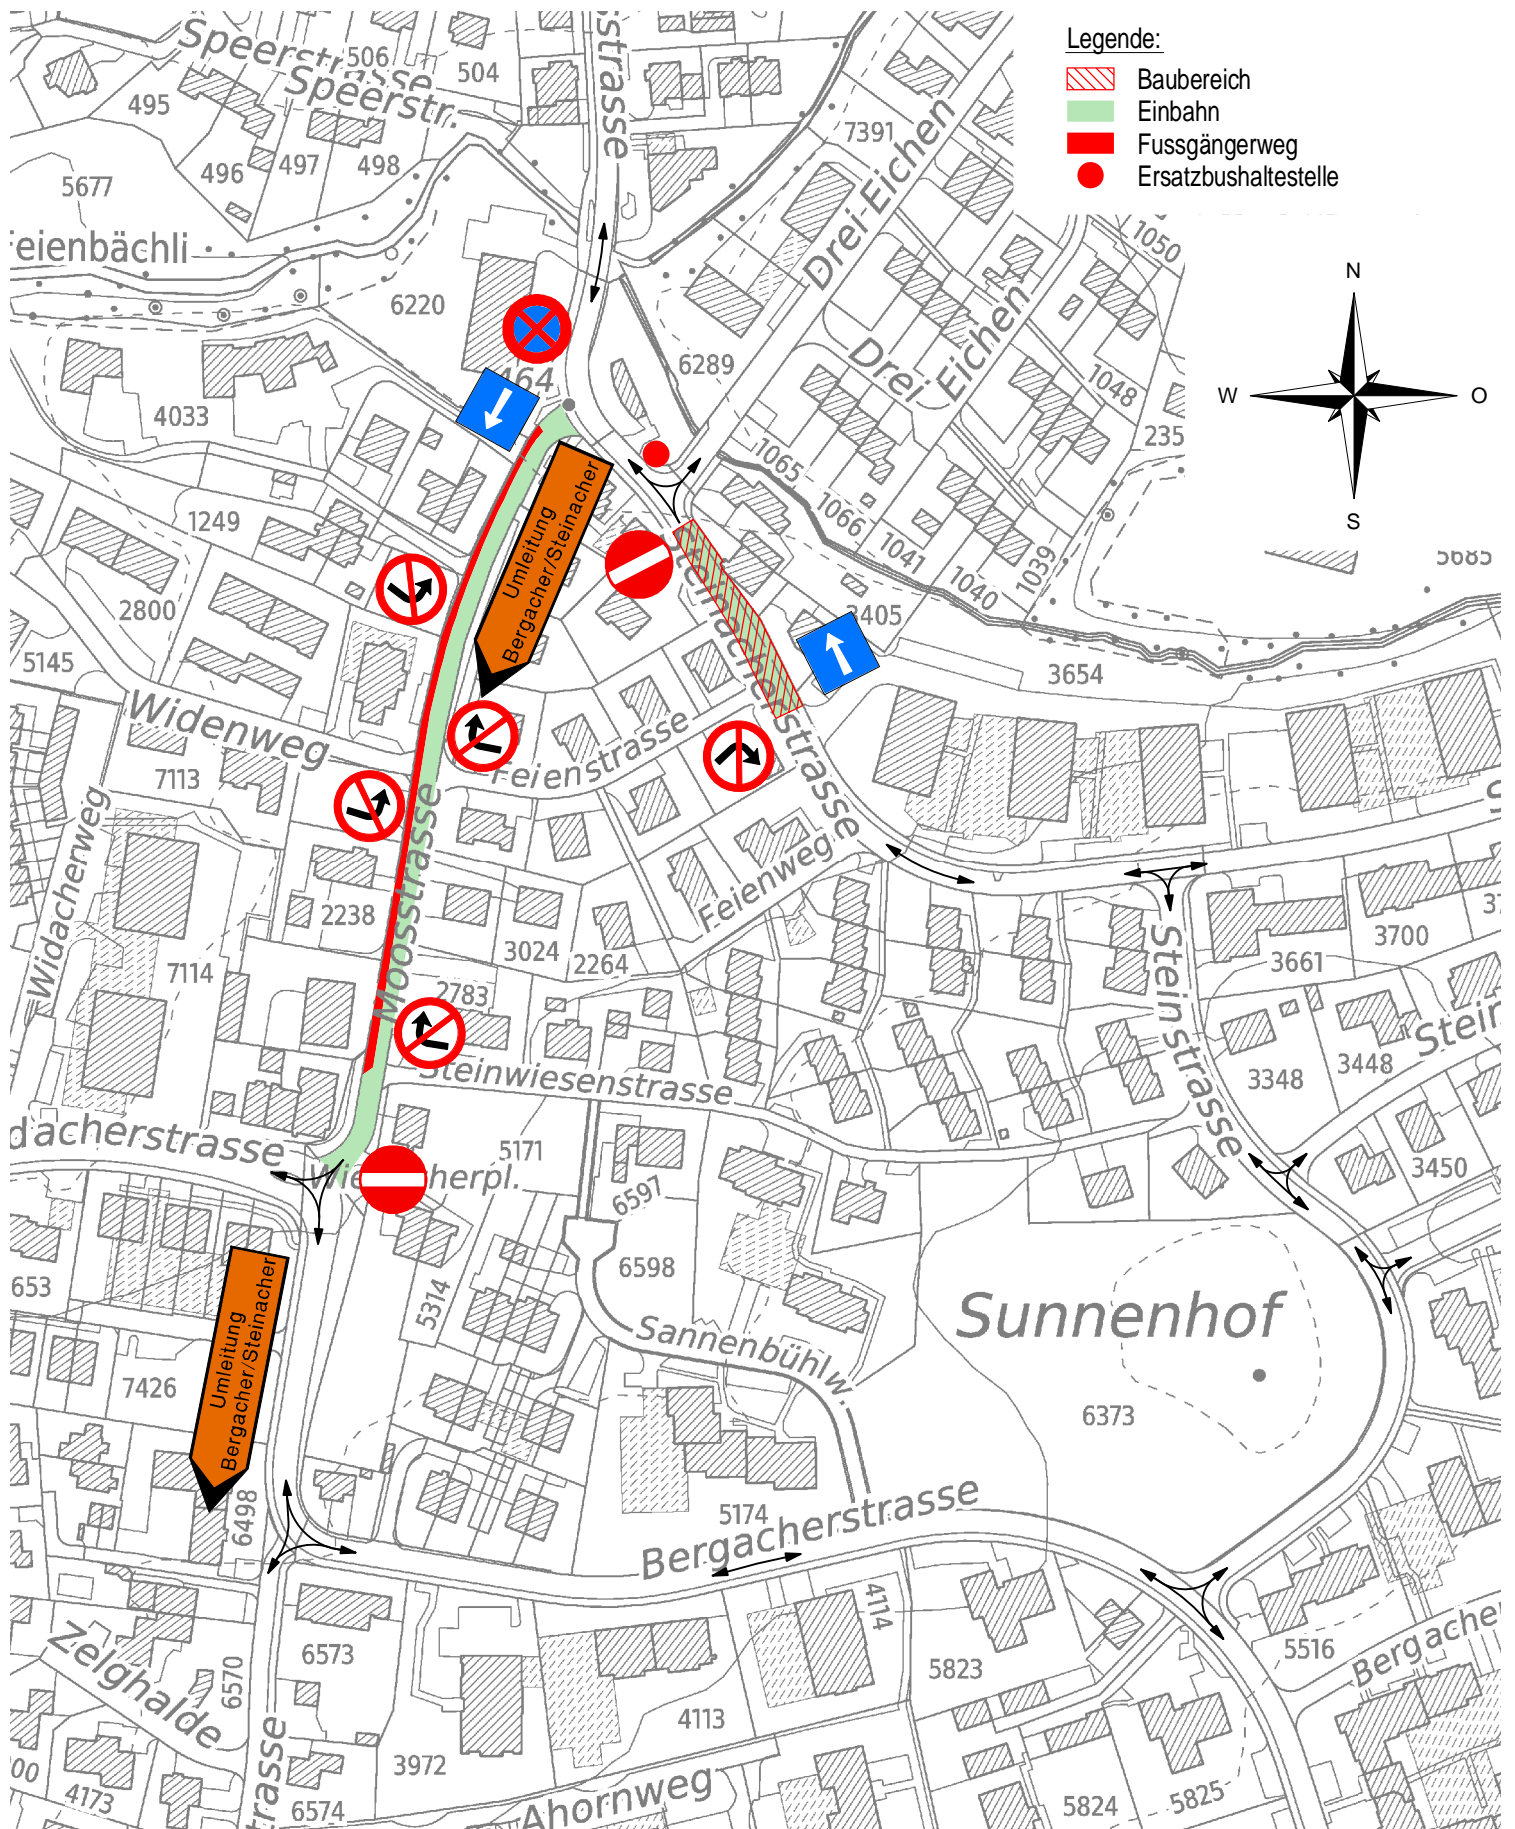 Legende:
Baubereich
Einbahn
Fussgängerweg
Ersatzbushaltestelle
N
W
O
S
Speerstrasse
Speerstr.
506
504
495
496
497
498
5677
7391
Drei-Eichen
Drei Eichen
1050
eienbächli
6220
464
6289
1048
235
4033
1065
1066
1041
1040
1039
5685
1249
2800
5145
Umleitung
Bergacher/Steinacher
3405
3654
Widenweg
Feienstrasse
7113
Widacherweg
Moosstrasse
Feienweg
2238
3024
2264
7114
2783
Steinstrasse
3661
3700
3448
3348
3450
Steinwiesenstrasse
dacherstrasse
5171
herpl.
6597
6598
653
5314
Sannenbühlw.
Sunnenhof
7426
6373
Umleitung
Bergacher/Steinacher
6498
5174
Bergacherstrasse
4114
Zelghalde
6573
6570
5823
5516
Bergacher
4113
3972
4173
6574
Ahornweg
5824
5825